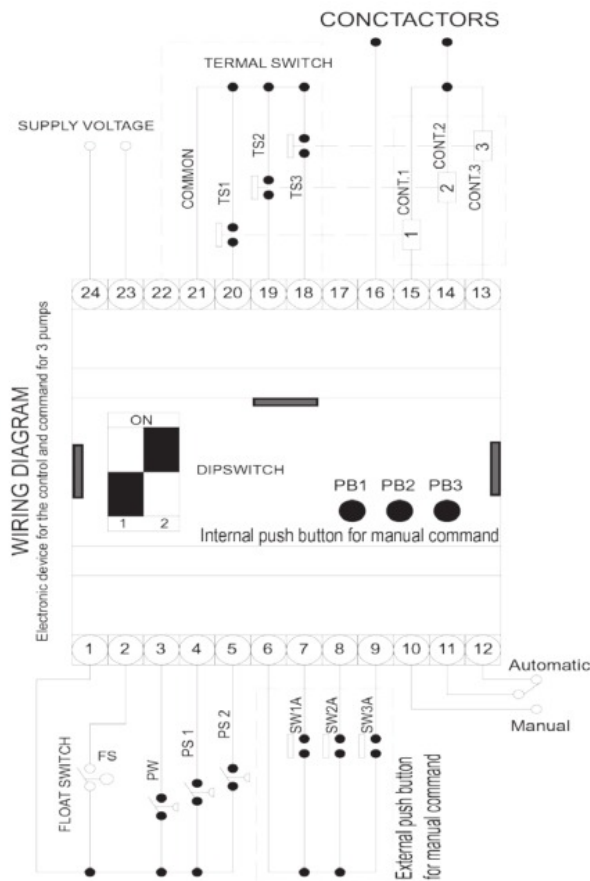 CONCTACTORS
TERMAL SWITCH
SUPPLY VOLTAGE
COMMON
TS1
TS2
TS3
CONT.1
CONT.2
CONT.3
1
2
3
24 23 22 21 20 19 18 17 16 15 14 13
WIRING DIAGRAM
Electronic device for the control and command for 3 pumps
ON
1 2
DIPSWITCH
PB1 PB2 PB3
Internal push button for manual command
1 2 3 4 5 6 7 8 9 10 11 12
Automatic
Manual
FLOAT SWITCH
FS
PW
PS 1
PS 2
SW1A
SW2A
SW3A
External push button
for manual command